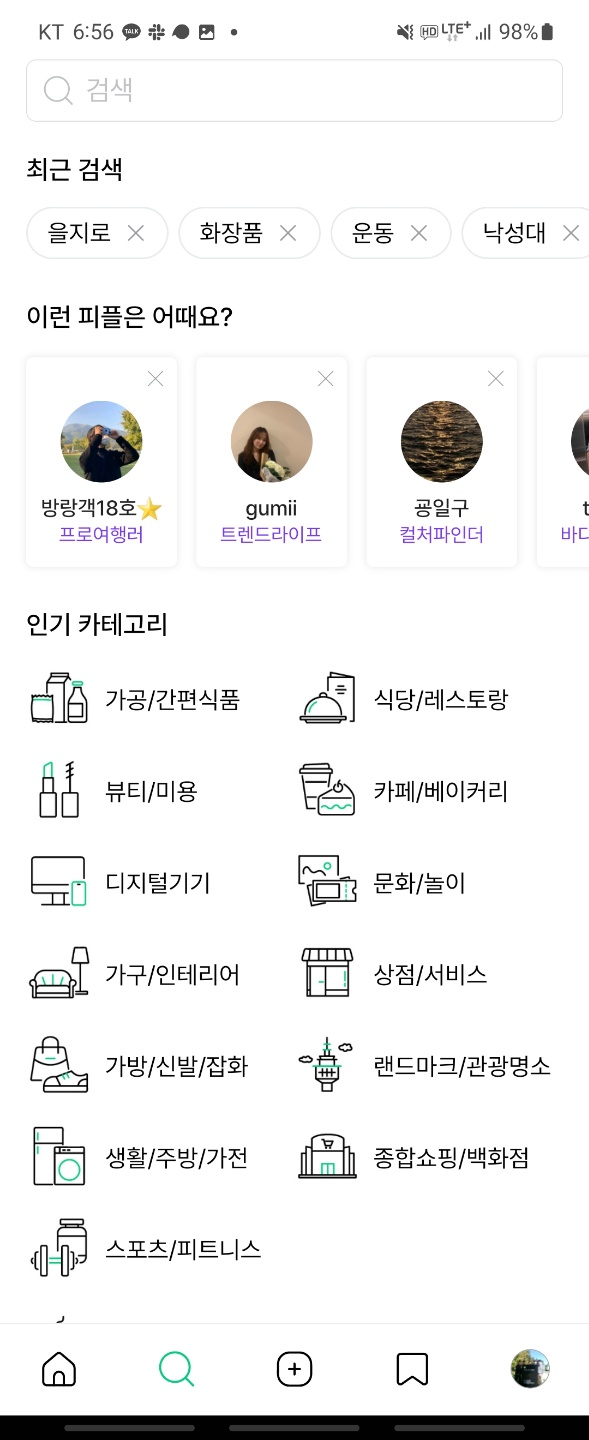 KT 6:56 TALK HD LTE+ 98%
검색
최근 검색
을지로 화장품 운동 낙성대
이런 피플은 어때요?
방랑객18호⭐ gumii 굥일구
프로여행러 트렌드라이프 컬처파인더 바다
인기 카테고리
가공/간편식품 식당/레스토랑
뷰티/미용 카페/베이커리
디지털기기 문화/놀이
가구/인테리어 상점/서비스
가방/신발/잡화 랜드마크/관광명소
생활/주방/가전 종합쇼핑/백화점
스포츠/피트니스